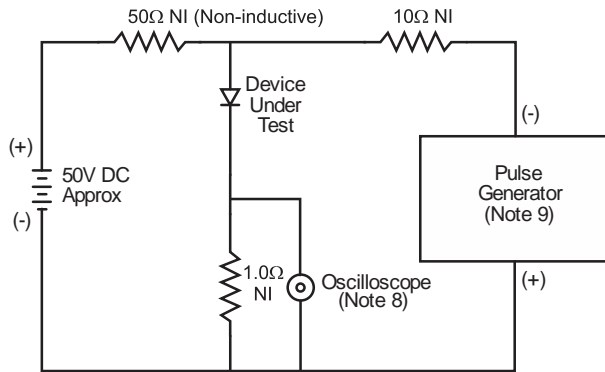 50Ω NI (Non-inductive)
10Ω NI
Device
Under
Test
(-)
(+)
50V DC
Approx
(-)
Pulse
Generator
(Note 9)
1.0Ω
NI
Oscilloscope
(Note 8)
(+)